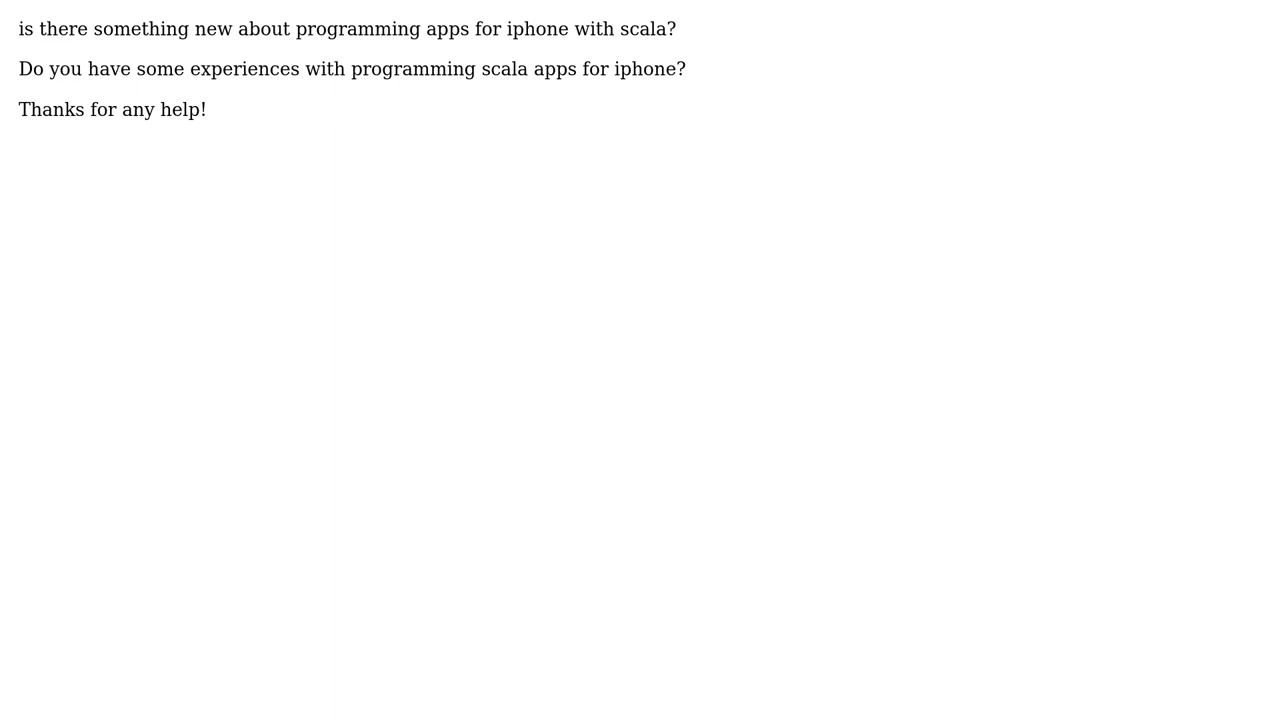 is there something new about programming apps for iphone with scala?
Do you have some experiences with programming scala apps for iphone?
Thanks for any help!